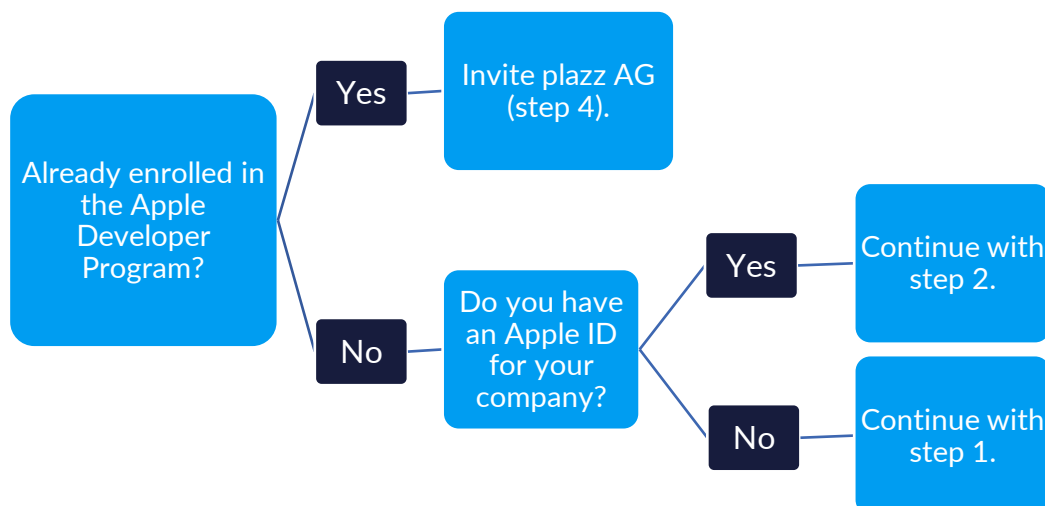 Already enrolled in
the Apple
Developer
Program?
Yes
Invite plazz AG
(step 4).
No
Do you have
an Apple ID
for your
company?
Yes
Continue with
step 2.
No
Continue with
step 1.